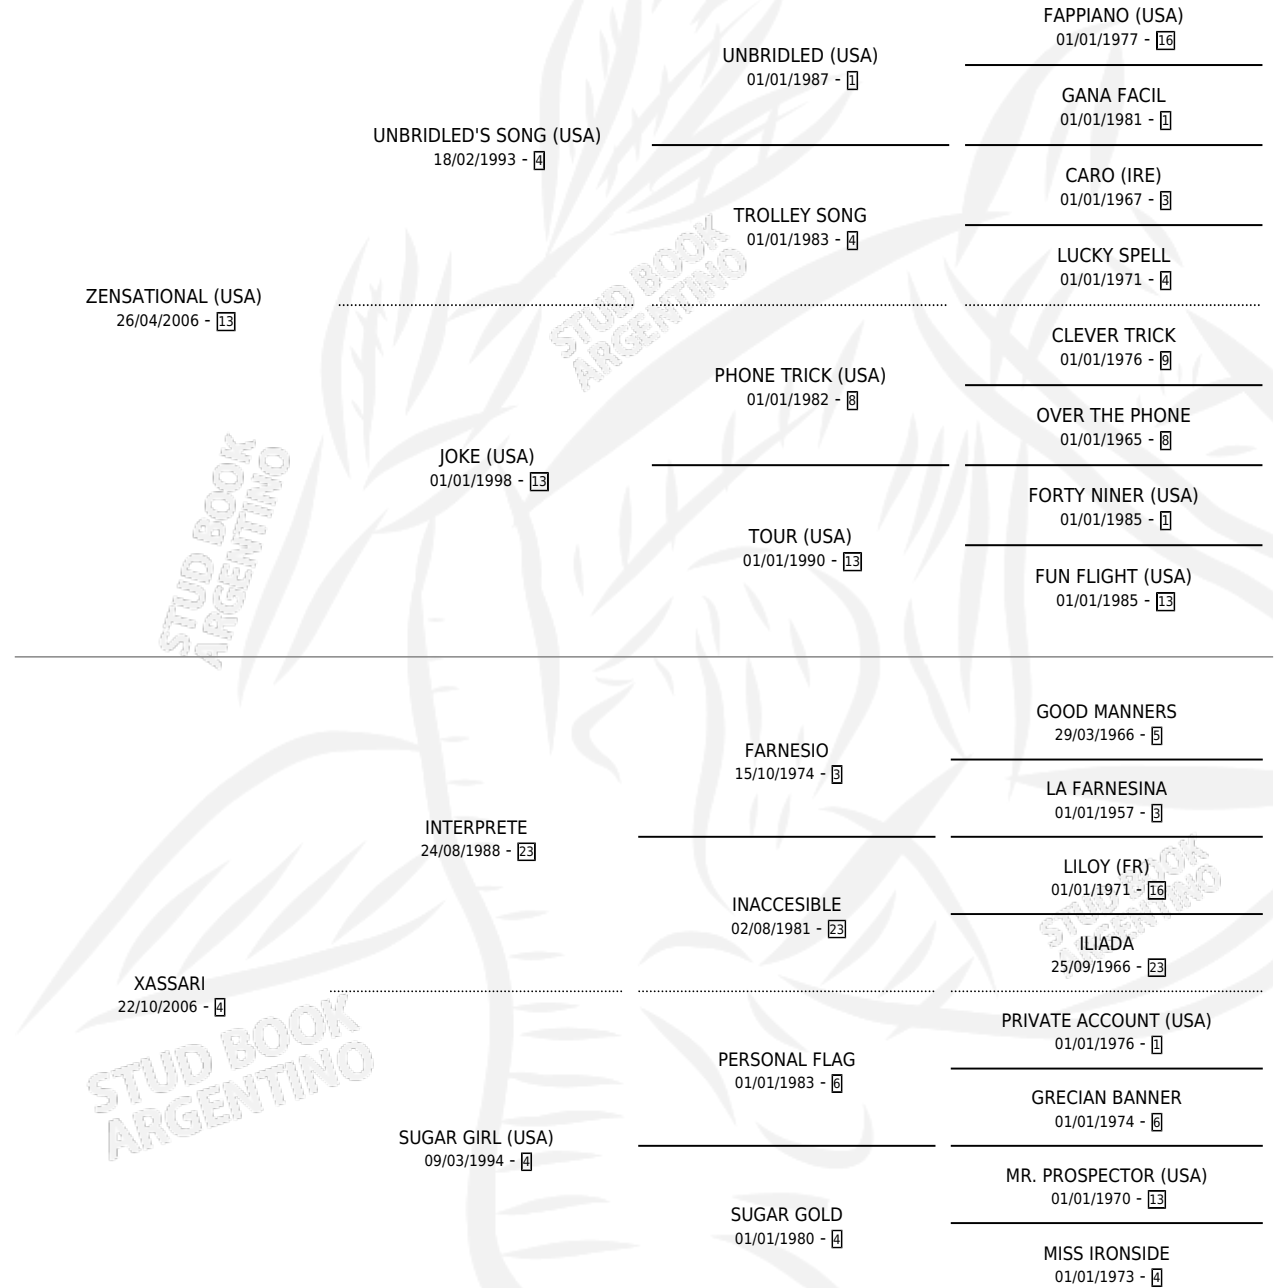 FAPPIANO (USA)
01/01/1977 - 16
UNBRIDLED (USA)
01/01/1987 - 1
GANA FACIL
01/01/1981 - 1
UNBRIDLED'S SONG (USA)
18/02/1993 - 4
CARO (IRE)
01/01/1967 - 3
TROLLEY SONG
01/01/1983 - 4
LUCKY SPELL
01/01/1971 - 4
ZENSATIONAL (USA)
26/04/2006 - 13
STUD BOOK
ARGENTINO
CLEVER TRICK
01/01/1976 - 9
PHONE TRICK (USA)
01/01/1982 - 8
OVER THE PHONE
01/01/1965 - 8
JOKE (USA)
01/01/1998 - 13
FORTY NINER (USA)
01/01/1985 - 1
TOUR (USA)
01/01/1990 - 13
FUN FLIGHT (USA)
01/01/1985 - 13
STUD BOOK
ARGENTINO
GOOD MANNERS
29/03/1966 - 5
FARNESIO
15/10/1974 - 3
LA FARNESINA
01/01/1957 - 3
INTERPRETE
24/08/1988 - 23
LILOY (FR)
01/01/1971 - 16
INACCESIBLE
02/08/1981 - 23
STUD BOOK
ARGENTINO
ILIADA
25/09/1966 - 23
XASSARI
22/10/2006 - 4
PRIVATE ACCOUNT (USA)
01/01/1976 - 1
PERSONAL FLAG
01/01/1983 - 6
GRECIAN BANNER
01/01/1974 - 6
STUD BOOK
ARGENTINO
SUGAR GIRL (USA)
09/03/1994 - 4
MR. PROSPECTOR (USA)
01/01/1970 - 13
SUGAR GOLD
01/01/1980 - 4
MISS IRONSIDE
01/01/1973 - 4